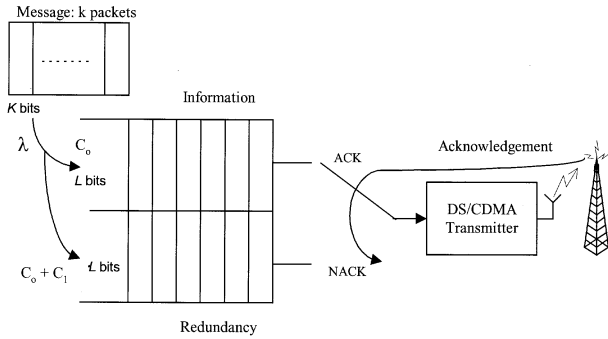 Message: k packets
.......
K bits
Information
λ
Co
L bits
ACK
Acknowledgement
DS/CDMA
Transmitter
L bits
Co + C1
NACK
Redundancy